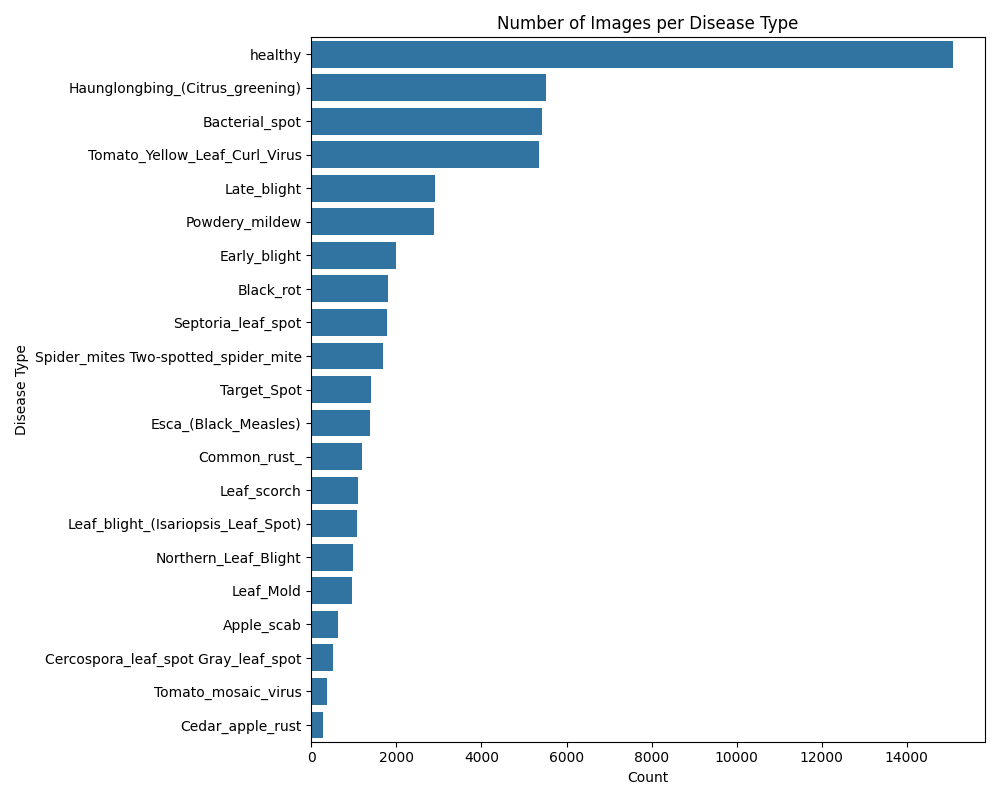 Number of Images per Disease Type
healthy
Haunglongbing_(Citrus_greening)
Bacterial_spot
Tomato_Yellow_Leaf_Curl_Virus
Late_blight
Powdery_mildew
Early_blight
Black_rot
Septoria_leaf_spot
Spider_mites Two-spotted_spider_mite
Target_Spot
Esca_(Black_Measles)
Common_rust_
Leaf_scorch
Leaf_blight_(Isariopsis_Leaf_Spot)
Northern_Leaf_Blight
Leaf_Mold
Apple_scab
Cercospora_leaf_spot Gray_leaf_spot
Tomato_mosaic_virus
Cedar_apple_rust
Disease Type
0 2000 4000 6000 8000 10000 12000 14000
Count